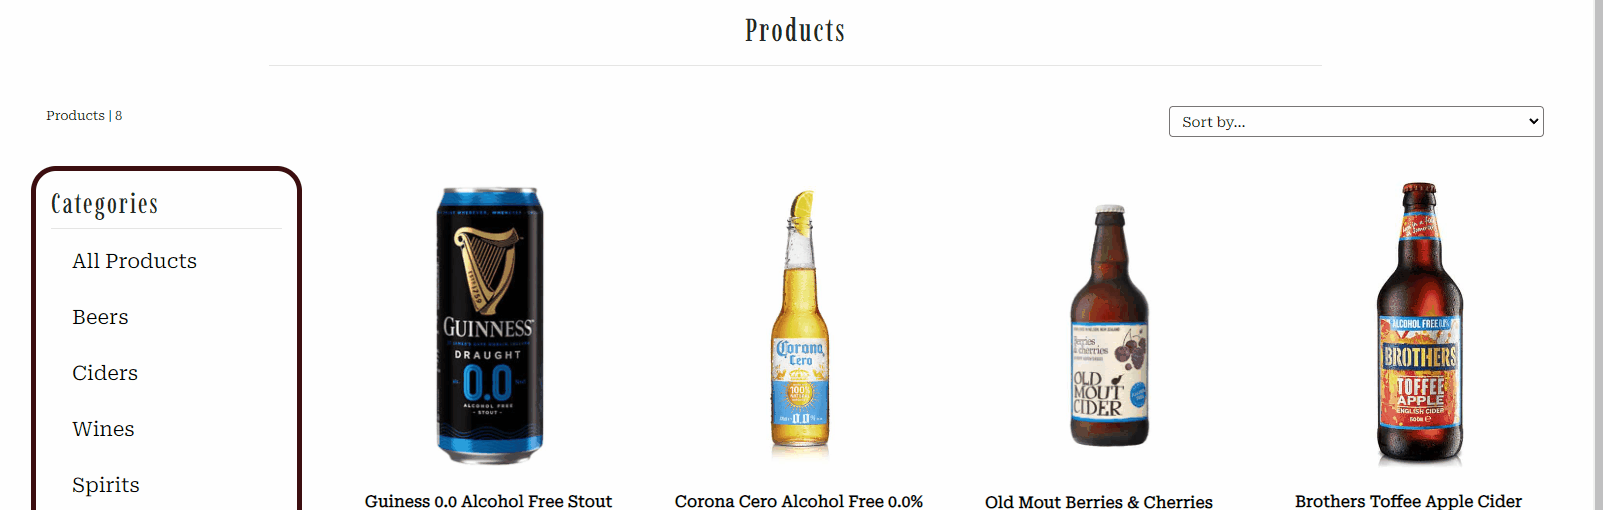 Products
Products | 8
Sort by...
Categories
All Products
Beers
Ciders
Wines
Spirits
GUINNESS
DRAUGHT
0.0
ALCOHOL FREE
- STOUT -
Corona
Cero
100%
0.0%
Berries
& cherries
OLD
MOUT
CIDER
ALCOHOL FREE 0.0%
BROTHERS
TOFFEE
APPLE
ENGLISH CIDER
500ml ℮
Guiness 0.0 Alcohol Free Stout
Corona Cero Alcohol Free 0.0%
Old Mout Berries & Cherries
Brothers Toffee Apple Cider